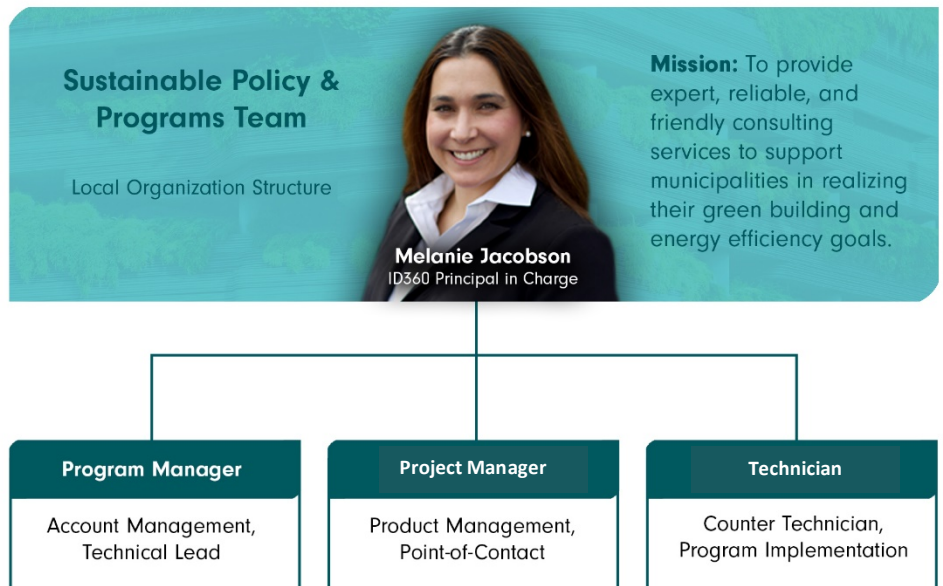 Sustainable Policy &
Programs Team
Local Organization Structure
Melanie Jacobson
ID360 Principal in Charge
Mission: To provide
expert, reliable, and
friendly consulting
services to support
municipalities in realizing
their green building and
energy efficiency goals.
Program Manager
Account Management,
Technical Lead
Project Manager
Product Management,
Point-of-Contact
Technician
Counter Technician,
Program Implementation